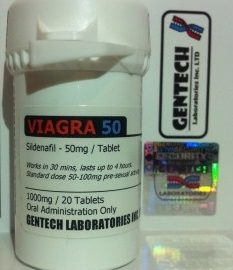 VIAGRA 50
Sildenafil - 50mg / Tablet
Works in 30 mins, lasts up to 4 hours.
Standard dose 50-100mg pre-sexual activity
1000mg / 20 Tablets
Oral Administration Only
GENTECH LABORATORIES INC.
GENTECH
Laboratories Inc. LTD
SECURITY